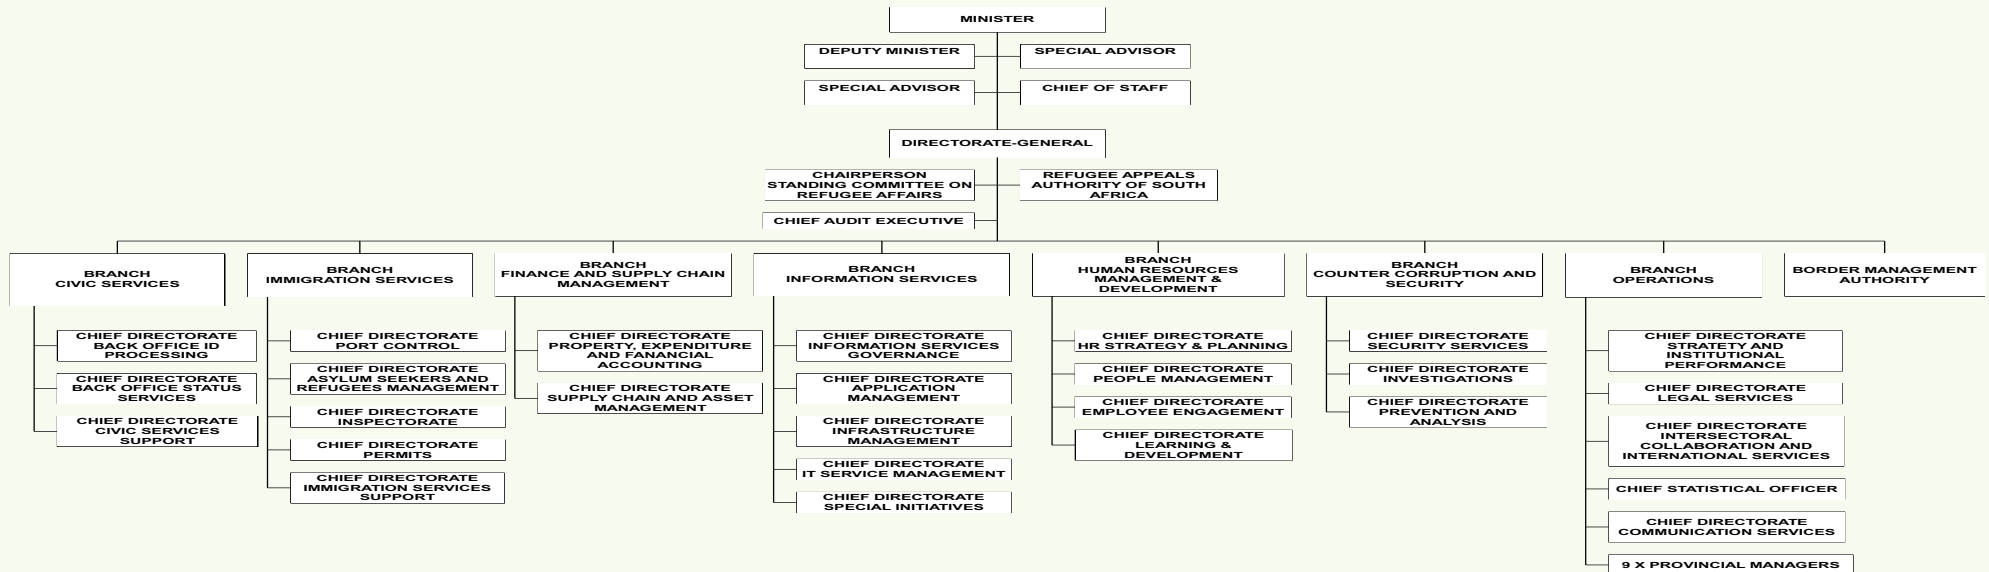 MINISTER
DEPUTY MINISTER
SPECIAL ADVISOR
SPECIAL ADVISOR
CHIEF OF STAFF
DIRECTORATE-GENERAL
CHAIRPERSON
STANDING COMMITTEE ON
REFUGEE AFFAIRS
REFUGEE APPEALS
AUTHORITY OF SOUTH
AFRICA
CHIEF AUDIT EXECUTIVE
BRANCH
CIVIC SERVICES
CHIEF DIRECTORATE
BACK OFFICE ID
PROCESSING
CHIEF DIRECTORATE
BACK OFFICE STATUS
SERVICES
CHIEF DIRECTORATE
CIVIC SERVICES
SUPPORT
BRANCH
IMMIGRATION SERVICES
CHIEF DIRECTORATE
PORT CONTROL
CHIEF DIRECTORATE
ASYLUM SEEKERS AND
REFUGEES MANAGEMENT
CHIEF DIRECTORATE
INSPECTORATE
CHIEF DIRECTORATE
PERMITS
CHIEF DIRECTORATE
IMMIGRATION SERVICES
SUPPORT
BRANCH
FINANCE AND SUPPLY CHAIN
MANAGEMENT
CHIEF DIRECTORATE
PROPERTY, EXPENDITURE
AND FANANCIAL
ACCOUNTING
CHIEF DIRECTORATE
SUPPLY CHAIN AND ASSET
MANAGEMENT
BRANCH
INFORMATION SERVICES
CHIEF DIRECTORATE
INFORMATION SERVICES
GOVERNANCE
CHIEF DIRECTORATE
APPLICATION
MANAGEMENT
CHIEF DIRECTORATE
INFRASTRUCTURE
MANAGEMENT
CHIEF DIRECTORATE
IT SERVICE MANAGEMENT
CHIEF DIRECTORATE
SPECIAL INITIATIVES
BRANCH
HUMAN RESOURCES
MANAGEMENT &
DEVELOPMENT
CHIEF DIRECTORATE
HR STRATEGY & PLANNING
CHIEF DIRECTORATE
PEOPLE MANAGEMENT
CHIEF DIRECTORATE
EMPLOYEE ENGAGEMENT
CHIEF DIRECTORATE
LEARNING &
DEVELOPMENT
BRANCH
COUNTER CORRUPTION AND
SECURITY
CHIEF DIRECTORATE
SECURITY SERVICES
CHIEF DIRECTORATE
INVESTIGATIONS
CHIEF DIRECTORATE
PREVENTION AND
ANALYSIS
BRANCH
OPERATIONS
CHIEF DIRECTORATE
STRATETY AND
INSTITUTIONAL
PERFORMANCE
CHIEF DIRECTORATE
LEGAL SERVICES
CHIEF DIRECTORATE
INTERSECTORAL
COLLABORATION AND
INTERNATIONAL SERVICES
CHIEF STATISTICAL OFFICER
CHIEF DIRECTORATE
COMMUNICATION SERVICES
9 X PROVINCIAL MANAGERS
BORDER MANAGEMENT
AUTHORITY